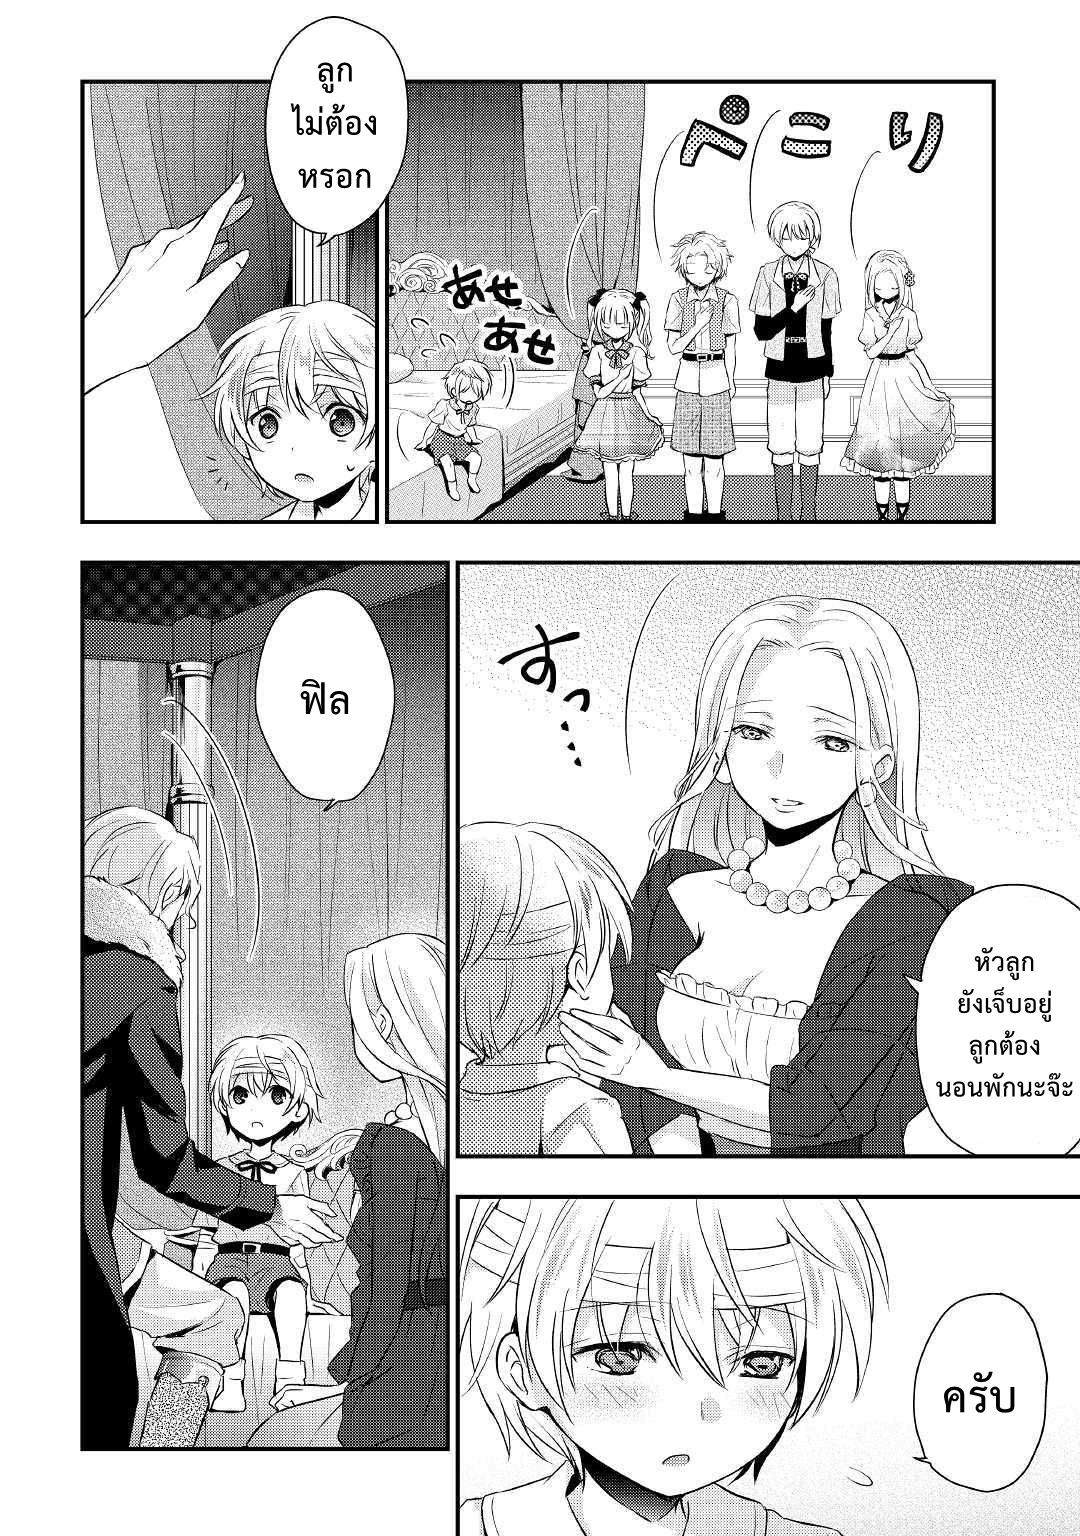 ぺこり
あせ
あせ
ลูก
ไม่ต้อง
หรอก
すっ…
หัวลูก
ยังเจ็บอยู่
ลูกต้อง
นอนพักนะจ๊ะ
ครับ
ฟิล